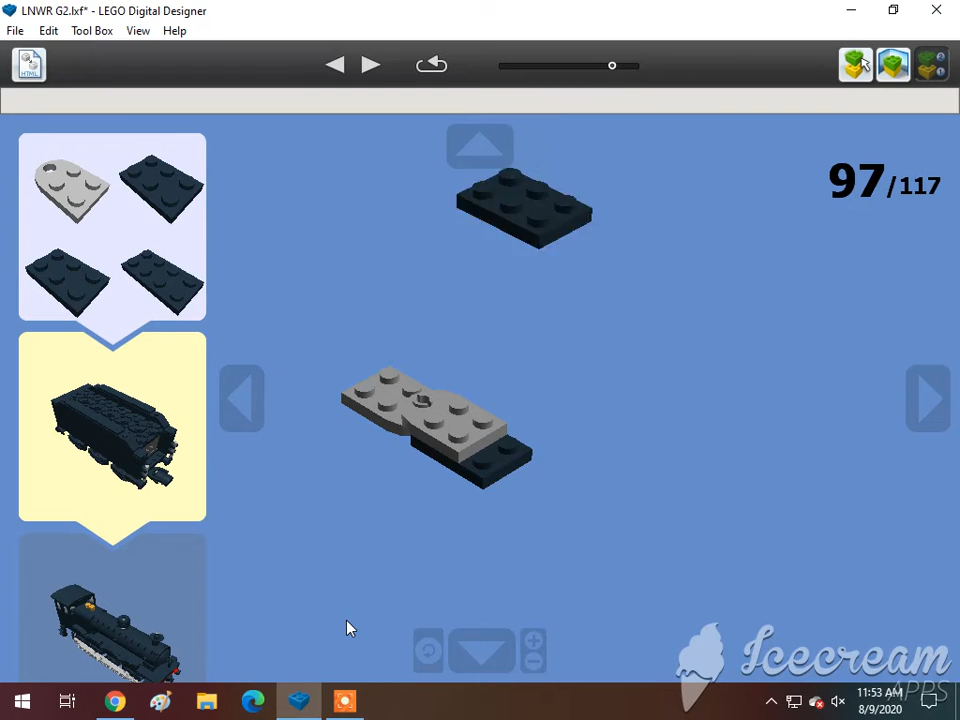 LNWR G2.lxf* - LEGO Digital Designer
File Edit Tool Box View Help
HTML
97/117
Icecream
APPS
11:53 AM
8/9/2020